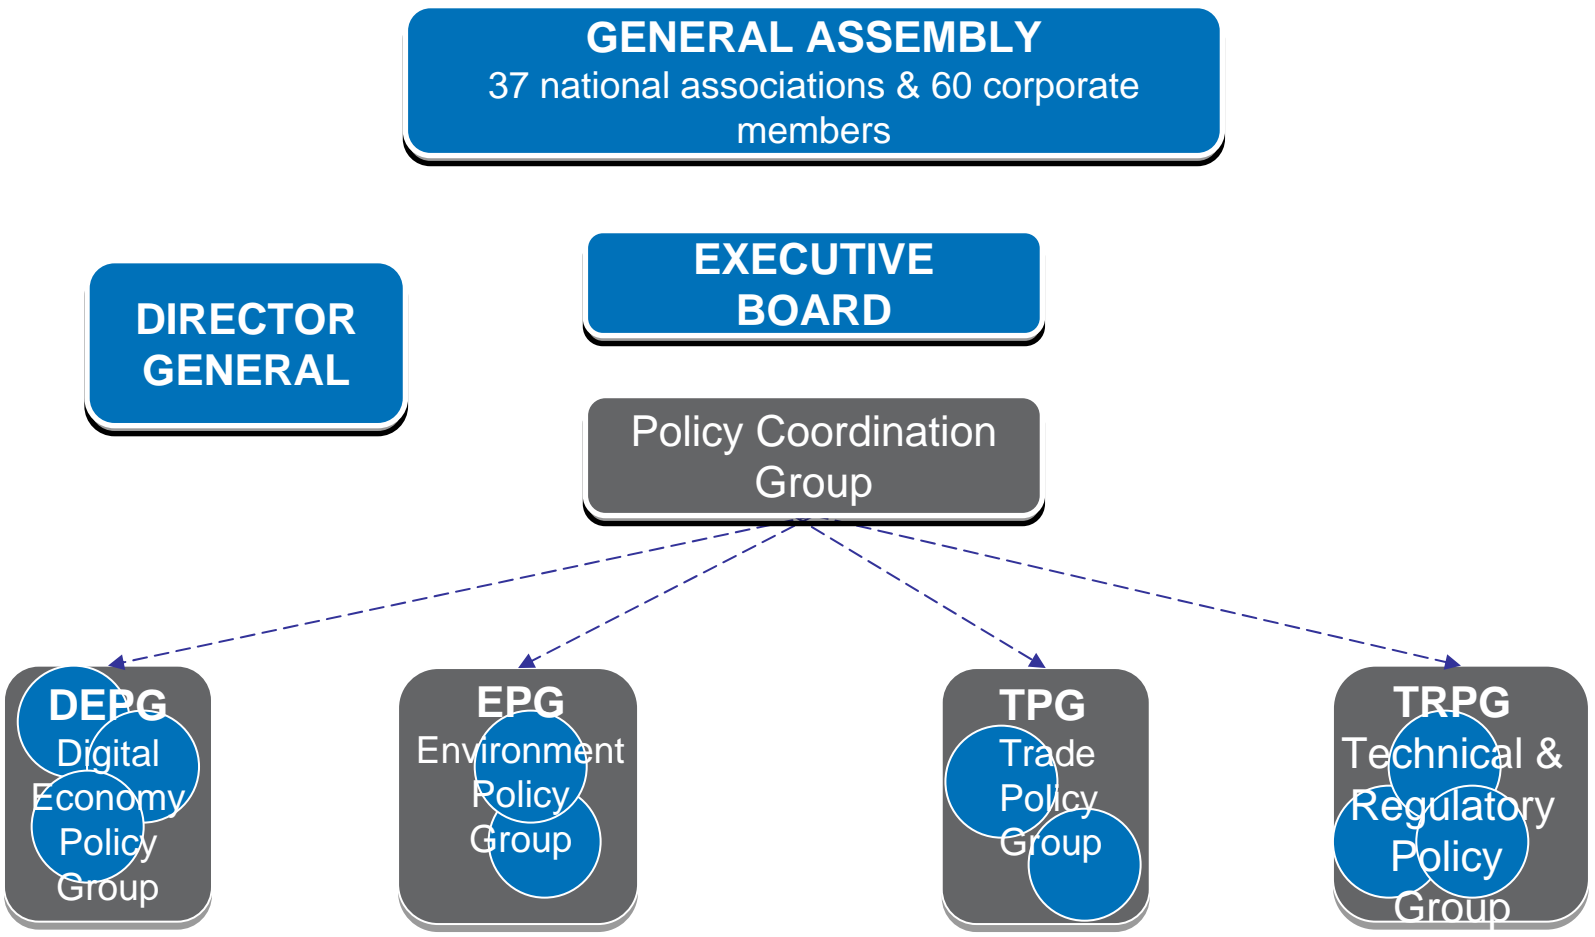 GENERAL ASSEMBLY
37 national associations & 60 corporate
members
EXECUTIVE
BOARD
DIRECTOR
GENERAL
Policy Coordination
Group
DEPG
Digital
Economy
Policy
Group
EPG
Environment
Policy
Group
TPG
Trade
Policy
Group
TRPG
Technical &
Regulatory
Policy
Group